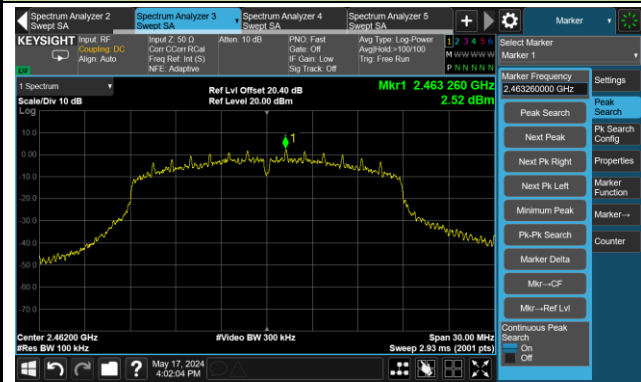 Spectrum Analyzer 2
Swept SA
Spectrum Analyzer 3
Swept SA
Spectrum Analyzer 4
Swept SA
Spectrum Analyzer 5
Swept SA
Marker
KEYSIGHT
Input: RF
Coupling: DC
Align: Auto
Input Z: 50 Ω
Corr CCorr RCal
Freq Ref: Int (S)
NFE: Adaptive
Atten: 10 dB
PNO: Fast
Gate: Off
IF Gain: Low
Sig Track: Off
Avg Type: Log-Power
Avg|Hold:>100/100
Trig: Free Run
1 2 3 4 5 6
M W W W W W
P N N N N N
LXI
Select Marker
Marker 1
1 Spectrum
Scale/Div 10 dB
Log
Ref Lvl Offset 20.40 dB
Ref Level 20.00 dBm
Mkr1 2.463 260 GHz
2.52 dBm
10.0
0.00
-10.0
-20.0
-30.0
-40.0
-50.0
-60.0
-70.0
1
Center 2.46200 GHz
#Res BW 100 kHz
#Video BW 300 kHz
Span 30.00 MHz
Sweep 2.93 ms (2001 pts)
Marker Frequency
2.463260000 GHz
Peak Search
Next Peak
Next Pk Right
Next Pk Left
Minimum Peak
Pk-Pk Search
Marker Delta
Mkr→CF
Mkr→Ref Lvl
Continuous Peak
Search
On
Off
Settings
Peak
Search
Pk Search
Config
Properties
Marker
Function
Marker→
Counter
May 17, 2024
4:02:04 PM